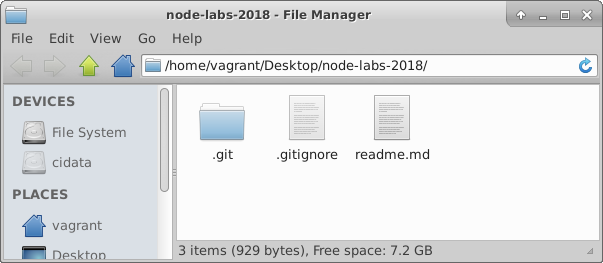 node-labs-2018 - File Manager
File Edit View Go Help
/home/vagrant/Desktop/node-labs-2018/
DEVICES
File System
cidata
PLACES
vagrant
Desktop
.git .gitignore readme.md
3 items (929 bytes), Free space: 7.2 GB